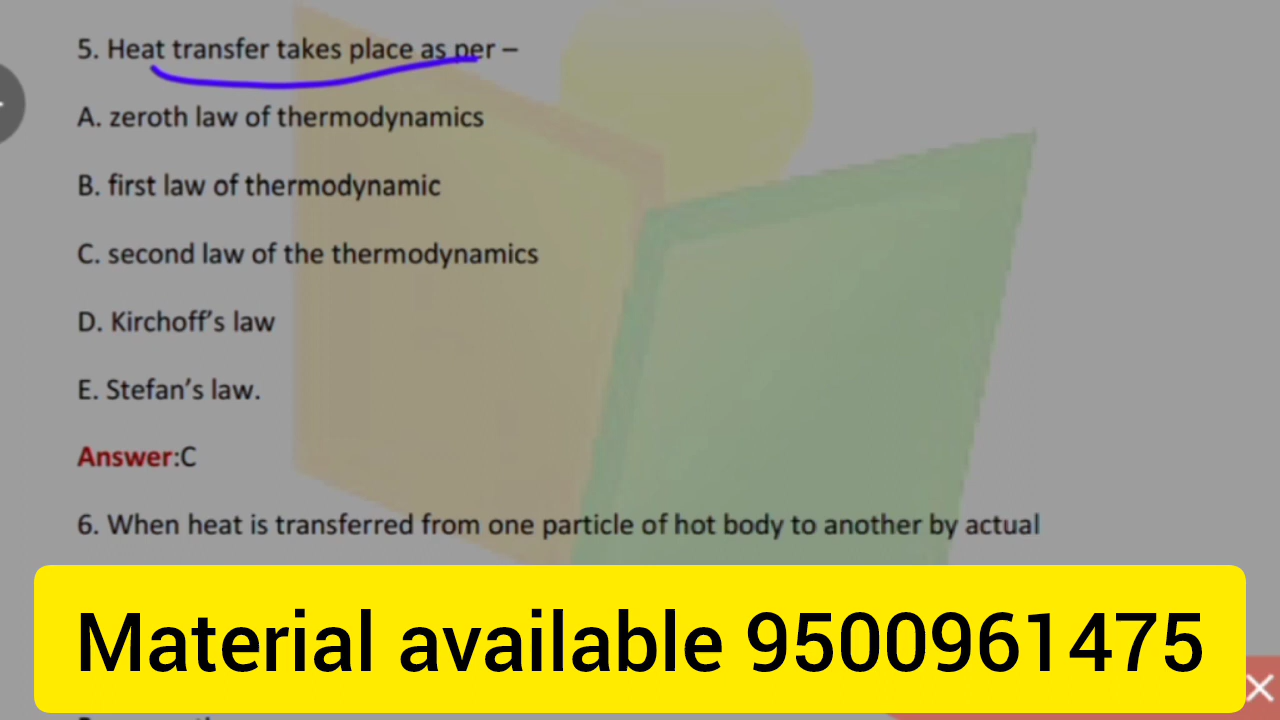 5. Heat transfer takes place as per –
A. zeroth law of thermodynamics
B. first law of thermodynamic
C. second law of the thermodynamics
D. Kirchoff’s law
E. Stefan’s law.
Answer:C
6. When heat is transferred from one particle of hot body to another by actual
Material available 9500961475